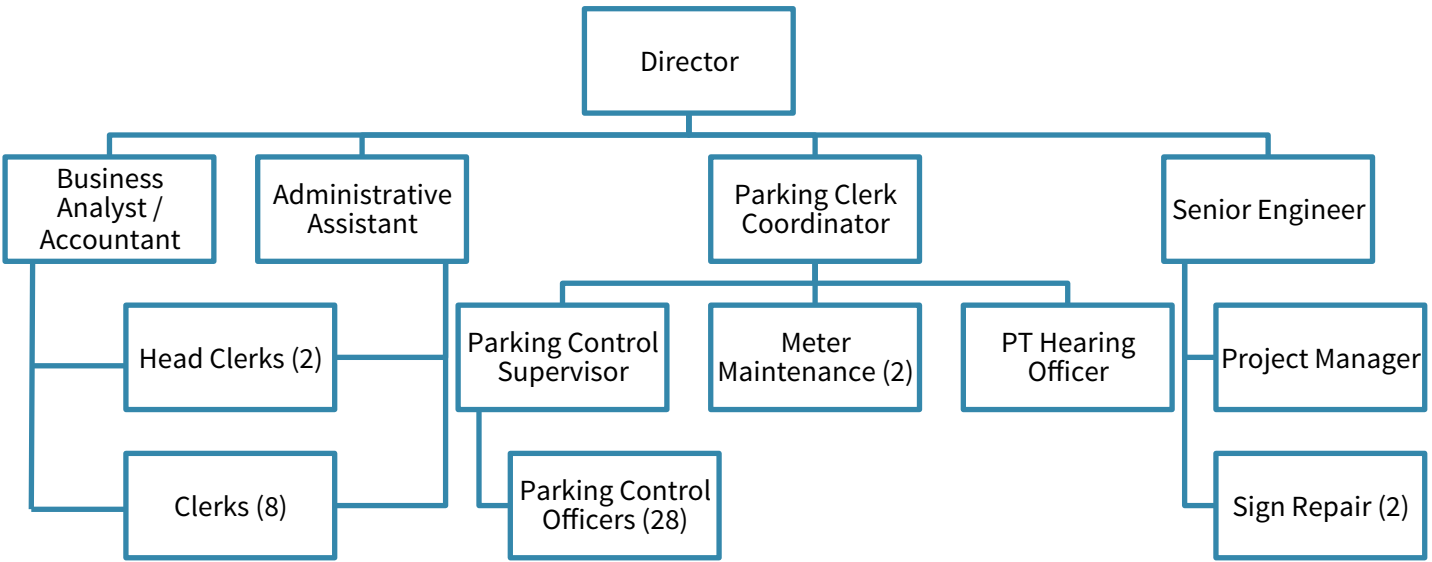 Director
Business
Analyst /
Accountant
Administrative
Assistant
Parking Clerk
Coordinator
Senior Engineer
Head Clerks (2)
Parking Control
Supervisor
Meter
Maintenance (2)
PT Hearing
Officer
Project Manager
Clerks (8)
Parking Control
Officers (28)
Sign Repair (2)